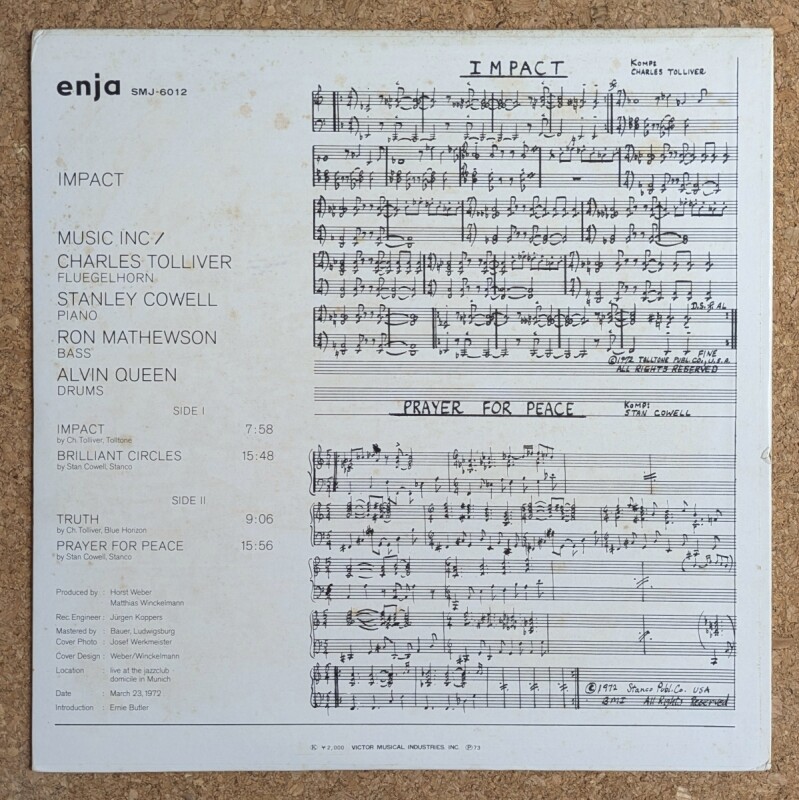 enja SMJ-6012
IMPACT
MUSIC INC /
CHARLES TOLLIVER
FLUEGELHORN
STANLEY COWELL
PIANO
RON MATHEWSON
BASS
ALVIN QUEEN
DRUMS
SIDE I
IMPACT 7:58
by Ch. Tolliver, Tolltone
BRILLIANT CIRCLES 15:48
by Stan Cowell, Stanco
SIDE II
TRUTH 9:06
by Ch. Tolliver, Blue Horizon
PRAYER FOR PEACE 15:56
by Stan Cowell, Stanco
Produced by : Horst Weber
Matthias Winckelmann
Rec. Engineer : Jürgen Koppers
Mastered by : Bauer, Ludwigsburg
Cover Photo : Josef Werkmeister
Cover Design : Weber/Winckelmann
Location : live at the jazzclub
domicile in Munich
Date : March 23, 1972
Introduction : Ernie Butler
IMPACT
KOMP:
CHARLES TOLLIVER
D.S. AL
FINE
©1972 TOLLTONE PUBL. CO., U.S.A.
ALL RIGHTS RESERVED
PRAYER FOR PEACE
KOMP:
STAN COWELL
©1972 Stanco Publ. Co. USA
BMI All Rights Reserved
¥2,000 VICTOR MUSICAL INDUSTRIES, INC. Ⓟ73